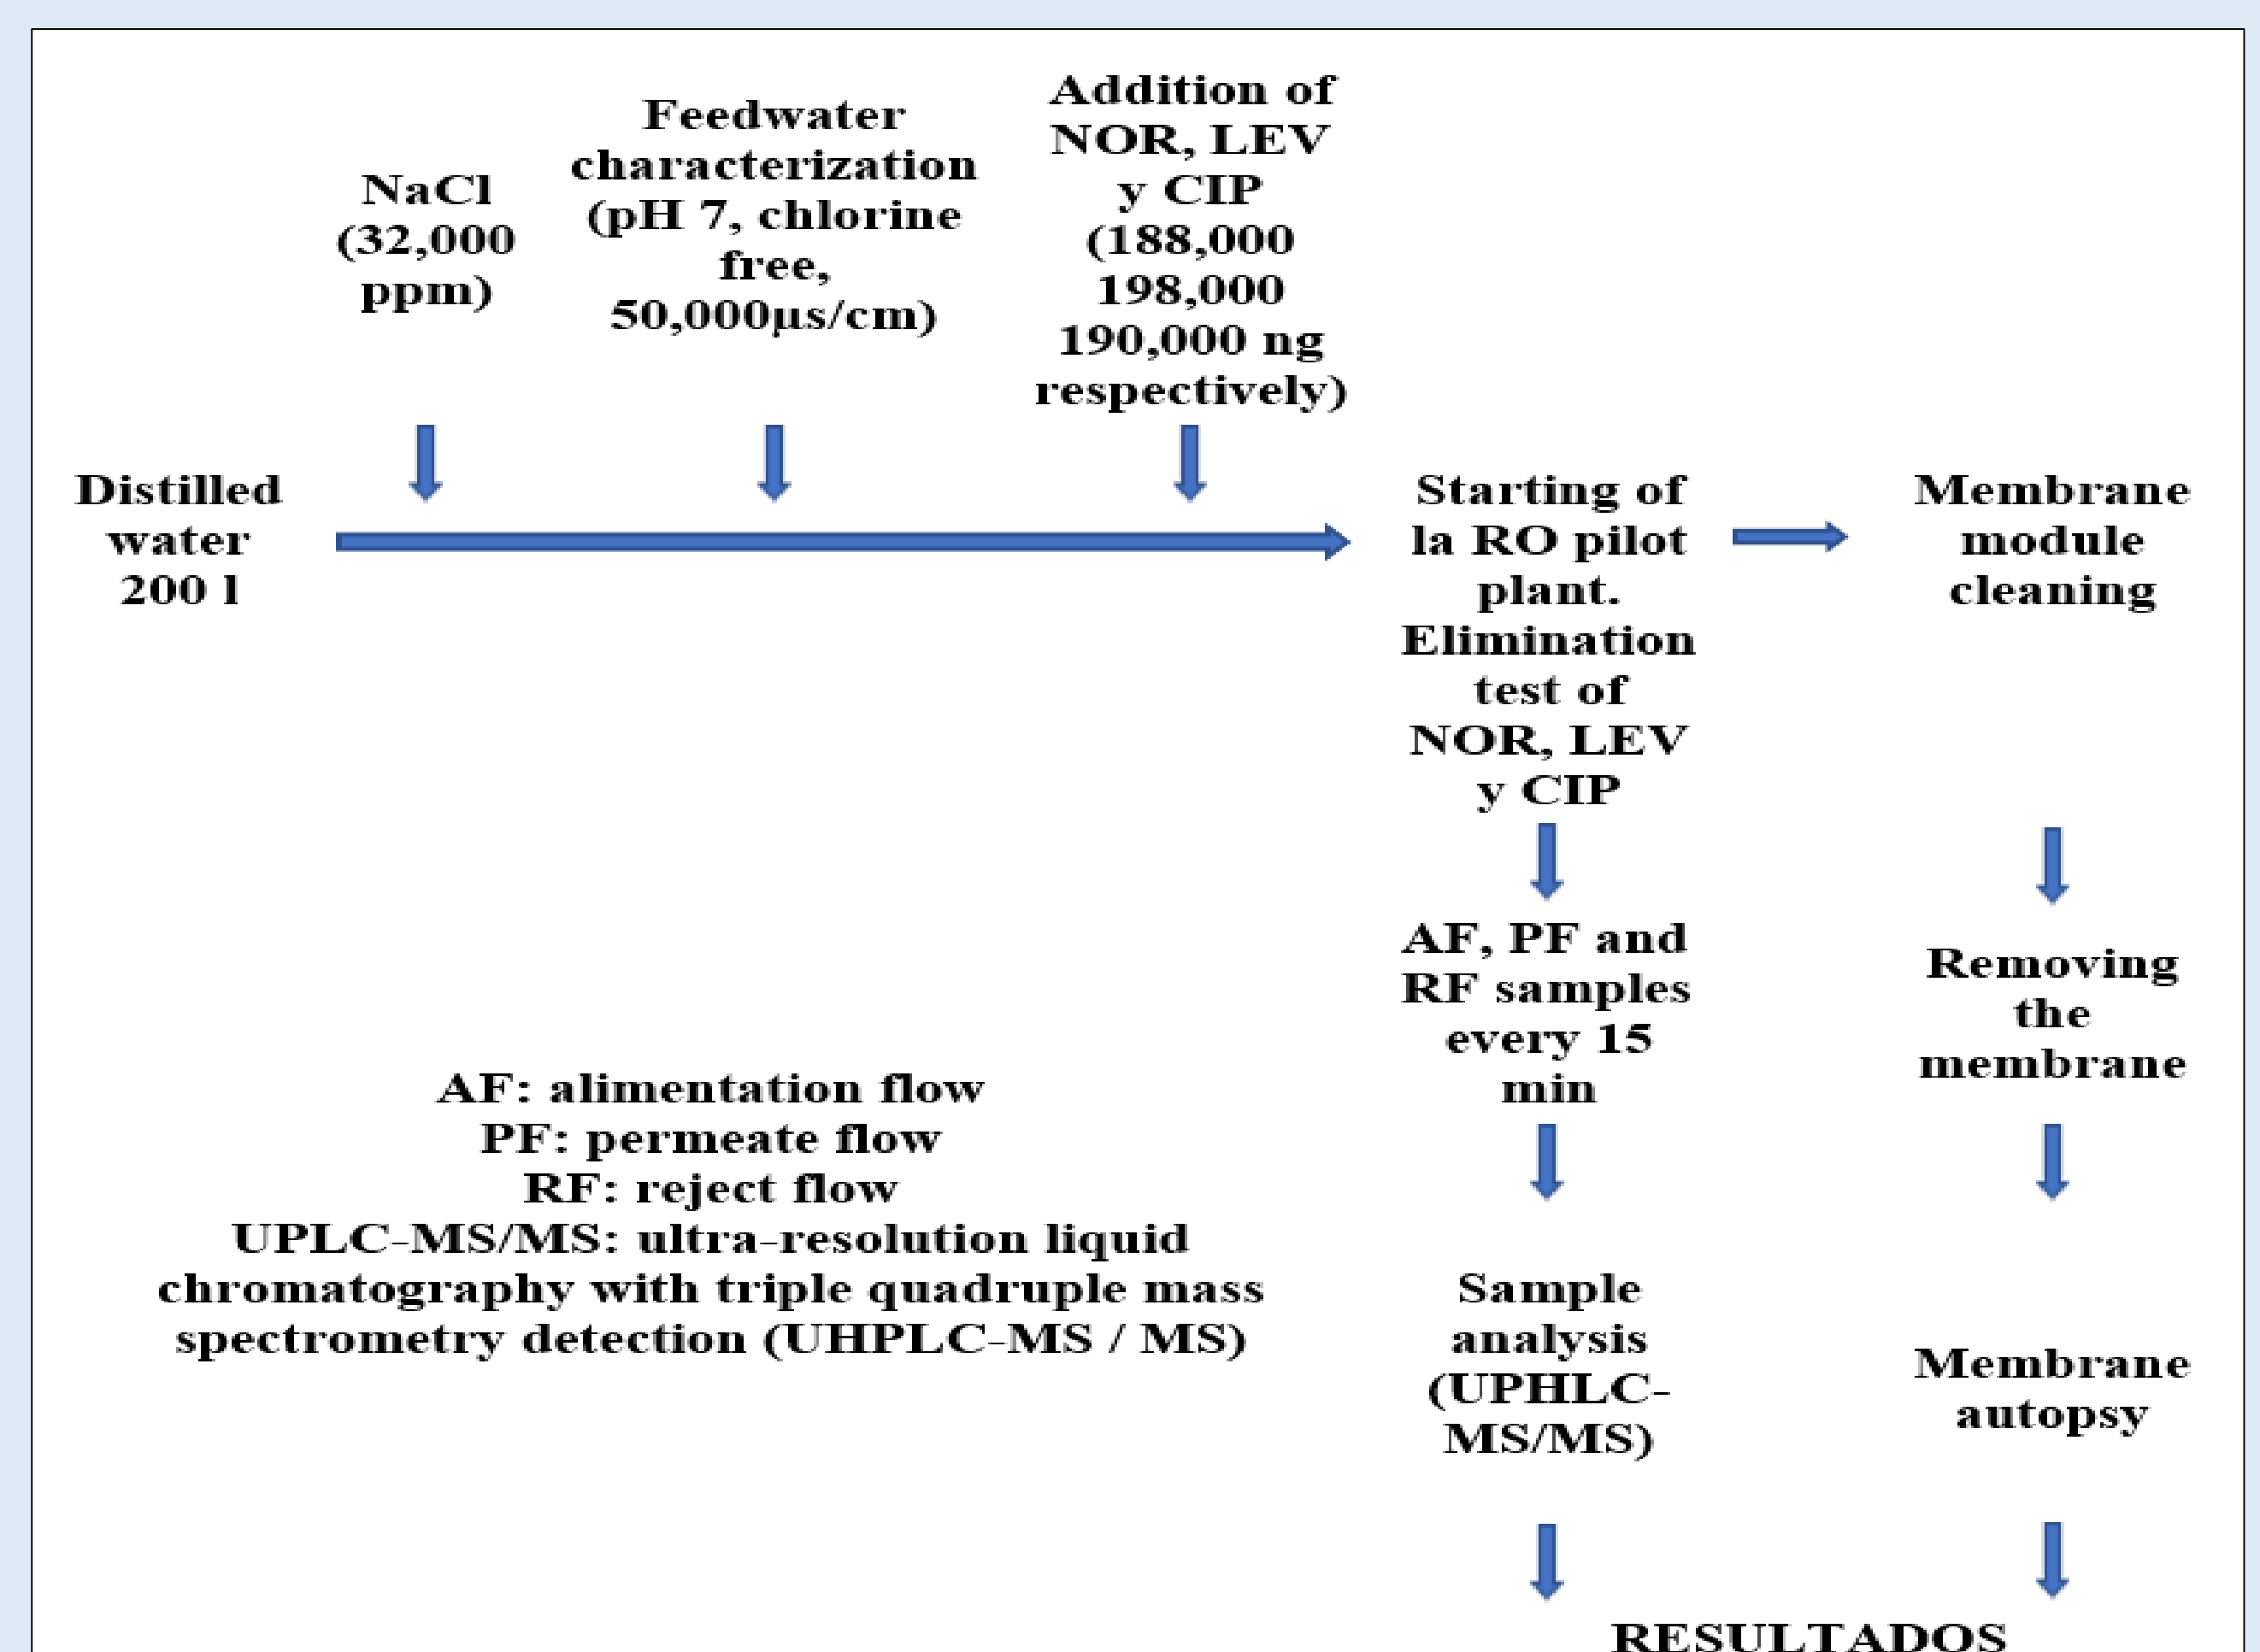 NaCl
(32,000
ppm)
Feedwater
characterization
(pH 7, chlorine
free,
50,000μs/cm)
Addition of
NOR, LEV
y CIP
(188,000
198,000
190,000 ng
respectively)
Distilled
water
200 l
Starting of
la RO pilot
plant.
Elimination
test of
NOR, LEV
y CIP
Membrane
module
cleaning
AF, PF and
RF samples
every 15
min
Removing
the
membrane
AF: alimentation flow
PF: permeate flow
RF: reject flow
UPLC-MS/MS: ultra-resolution liquid
chromatography with triple quadruple mass
spectrometry detection (UHPLC-MS / MS)
Sample
analysis
(UPHLC-
MS/MS)
Membrane
autopsy
RESULTADOS